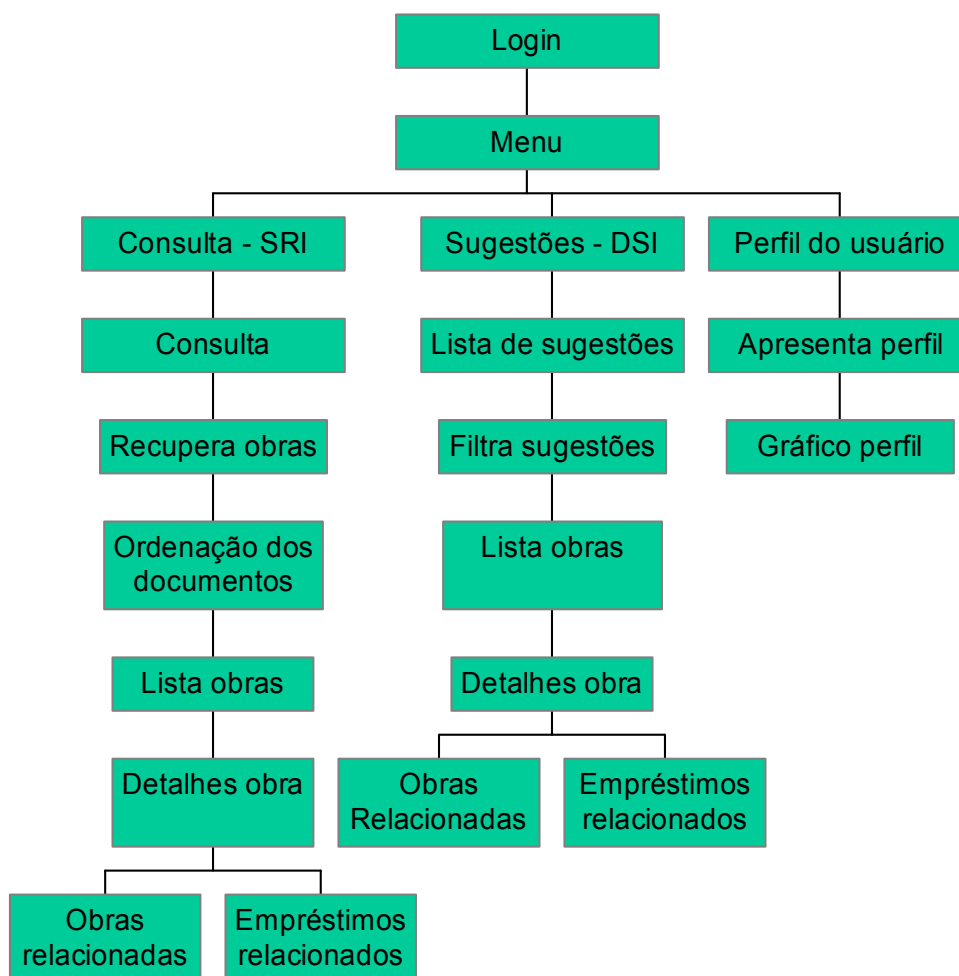 Login
Menu
Consulta - SRI
Sugestões - DSI
Perfil do usuário
Consulta
Lista de sugestões
Apresenta perfil
Recupera obras
Filtra sugestões
Gráfico perfil
Ordenação dos
documentos
Lista obras
Lista obras
Detalhes obra
Detalhes obra
Obras
Relacionadas
Empréstimos
relacionados
Obras
relacionadas
Empréstimos
relacionados